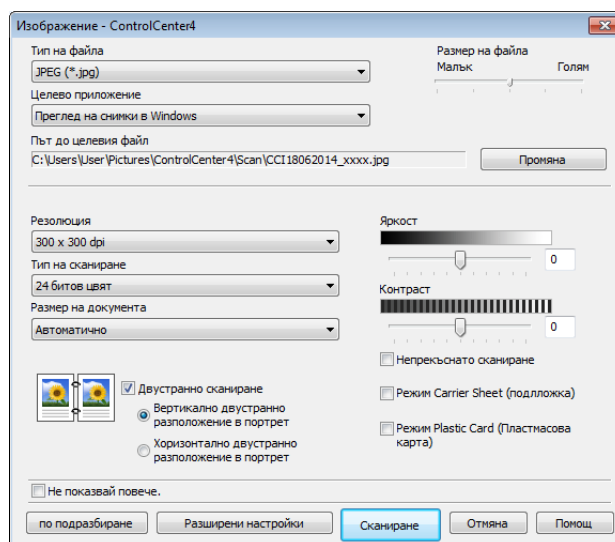 Изображение - ControlCenter4
Тип на файла
JPEG (*.jpg)
Размер на файла
Малък Голям
Целево приложение
Преглед на снимки в Windows
Път до целевия файл
C:\Users\User\Pictures\ControlCenter4\Scan\CCI18062014_xxxx.jpg
Промяна
Резолюция
300 x 300 dpi
Тип на сканиране
24 битов цвят
Размер на документа
Автоматично
Яркост
0
Контраст
0
Двустранно сканиране
Вертикално двустранно
разположение в портрет
Хоризонтално двустранно
разположение в портрет
Непрекъснато сканиране
Режим Carrier Sheet (подлложка)
Режим Plastic Card (Пластмасова
карта)
Не показвай повече.
по подразбиране Разширени настройки Сканиране Отмяна Помощ